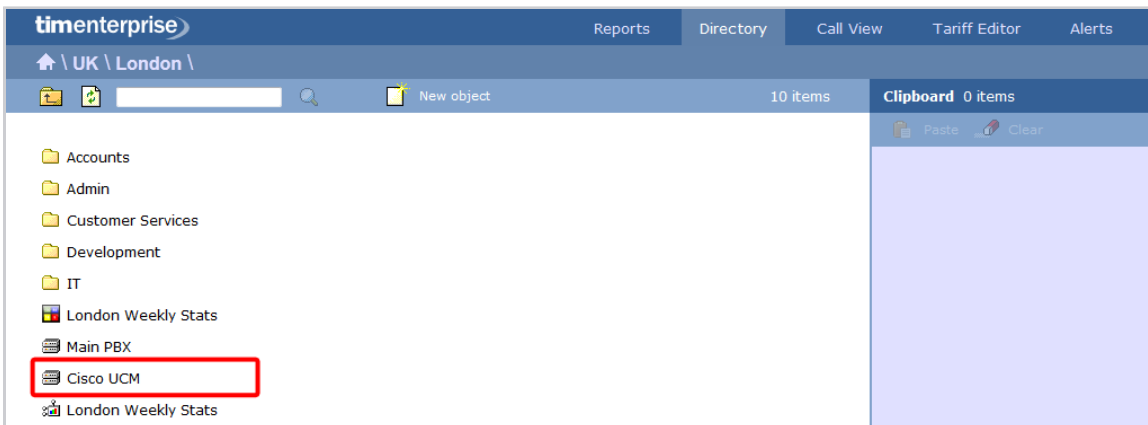 timenterprise
Reports Directory Call View Tariff Editor Alerts
\ UK \ London \
New object 10 items Clipboard 0 items
Paste Clear
Accounts
Admin
Customer Services
Development
IT
London Weekly Stats
Main PBX
Cisco UCM
London Weekly Stats